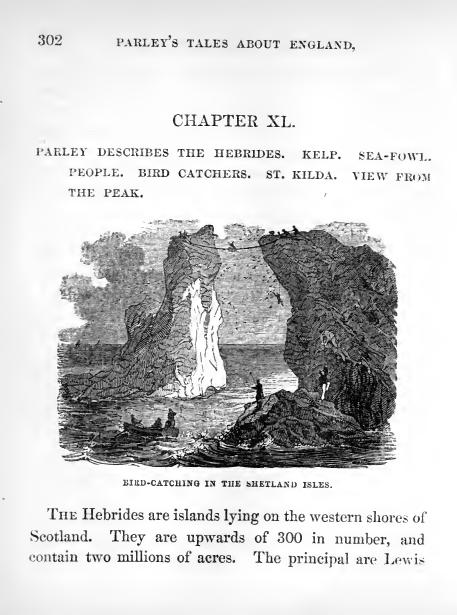 302 PARLEY'S TALES ABOUT ENGLAND,
CHAPTER XL.
PARLEY DESCRIBES THE HEBRIDES. KELP. SEA-FOWL.
PEOPLE. BIRD CATCHERS. ST. KILDA. VIEW FROM
THE PEAK.
BIRD-CATCHING IN THE SHETLAND ISLES.
THE Hebrides are islands lying on the western shores of
Scotland. They are upwards of 300 in number, and
contain two millions of acres. The principal are Lewis